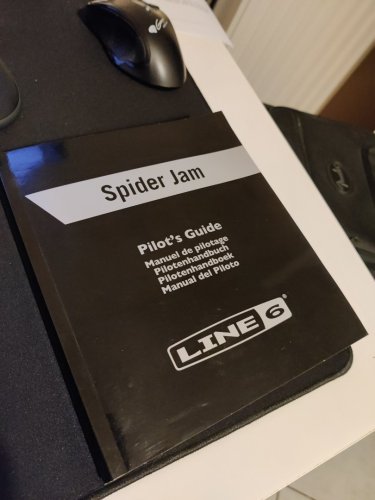 Spider Jam
Pilot's Guide
Manuel de pilotage
Pilotenhandbuch
Pilotenhandboek
Manual del Piloto
LINE 6®